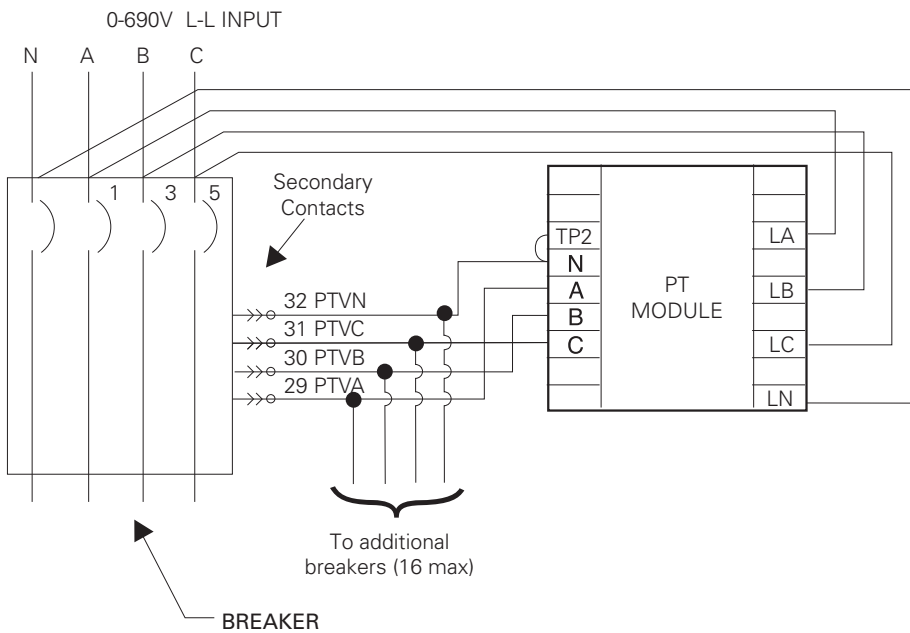 0-690V L-L INPUT
N A B C
1 3 5
Secondary
Contacts
32 PTVN
31 PTVC
30 PTVB
29 PTVA
TP2
N
A
B
C
PT
MODULE
LA
LB
LC
LN
To additional
breakers (16 max)
BREAKER